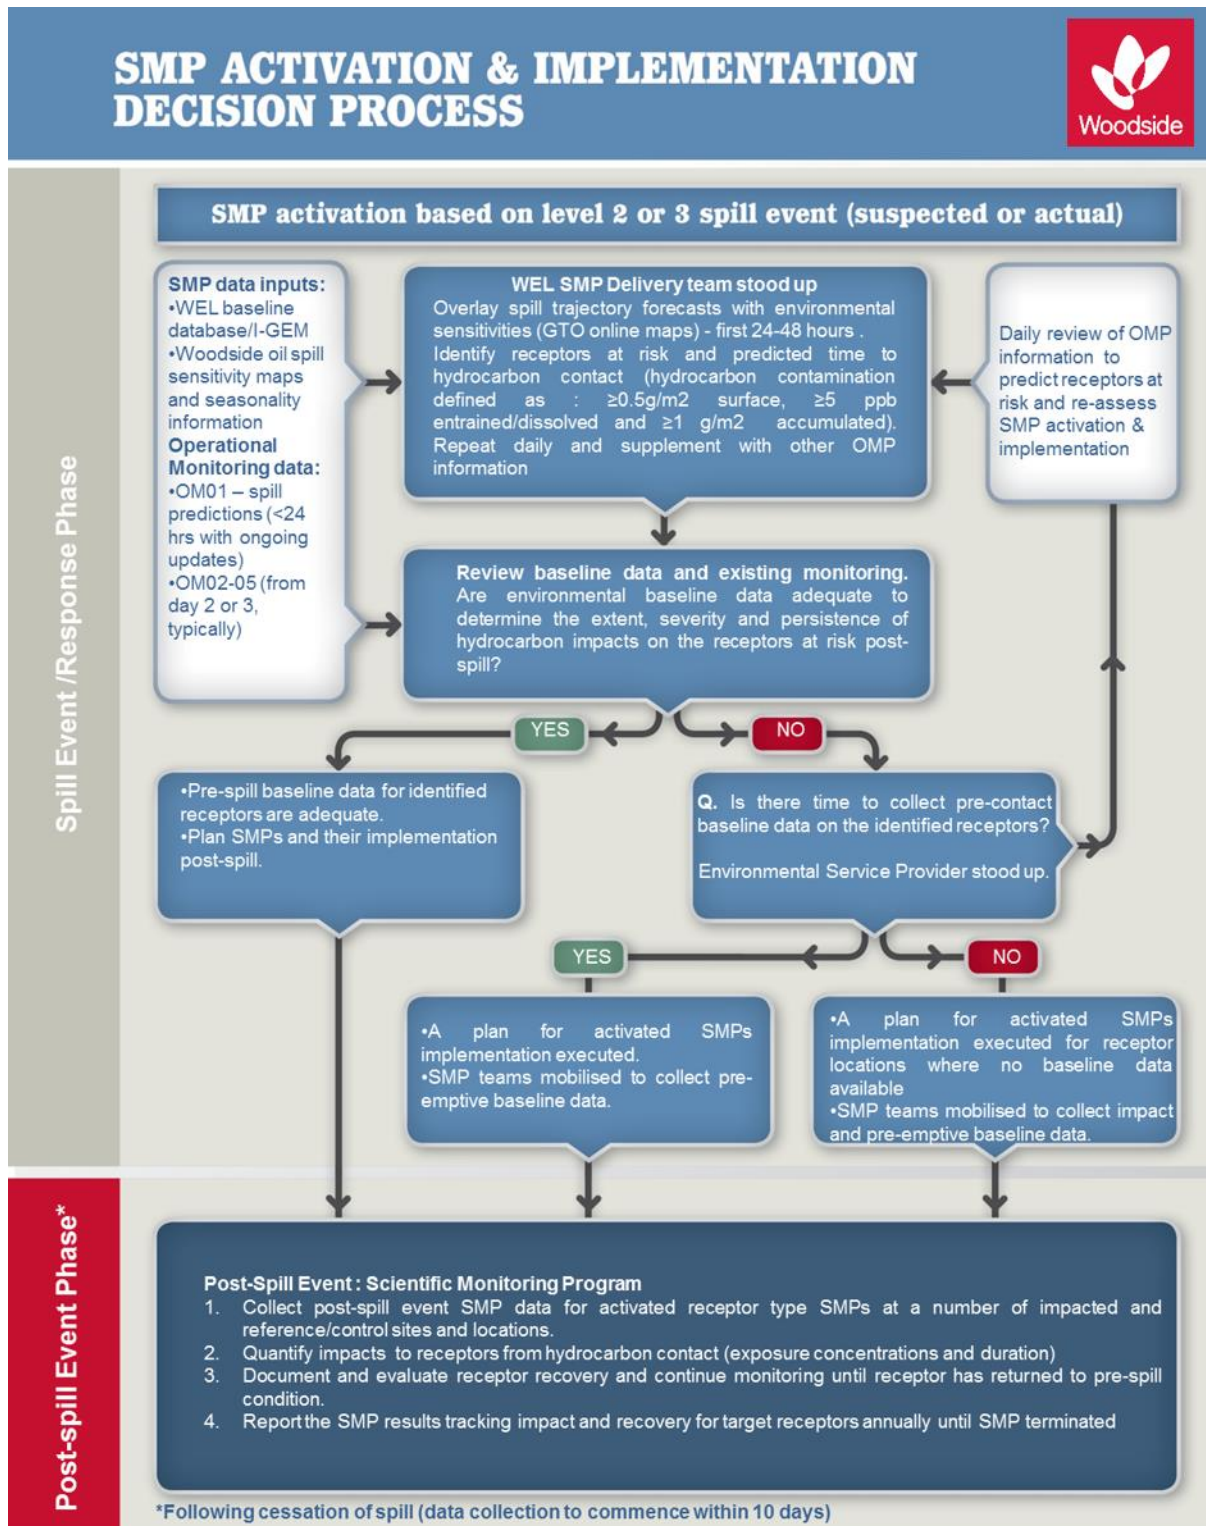 SMP ACTIVATION & IMPLEMENTATION
DECISION PROCESS
Woodside
Spill Event /Response Phase
SMP activation based on level 2 or 3 spill event (suspected or actual)
SMP data inputs:
•WEL baseline
database/I-GEM
•Woodside oil spill
sensitivity maps
and seasonality
information
Operational
Monitoring data:
•OM01 – spill
predictions (<24
hrs with ongoing
updates)
•OM02-05 (from
day 2 or 3,
typically)
WEL SMP Delivery team stood up
Overlay spill trajectory forecasts with environmental
sensitivities (GTO online maps) - first 24-48 hours .
Identify receptors at risk and predicted time to
hydrocarbon contact (hydrocarbon contamination
defined as : ≥0.5g/m2 surface, ≥5 ppb
entrained/dissolved and ≥1 g/m2 accumulated).
Repeat daily and supplement with other OMP
information
Daily review of OMP
information to
predict receptors at
risk and re-assess
SMP activation &
implementation
Review baseline data and existing monitoring.
Are environmental baseline data adequate to
determine the extent, severity and persistence of
hydrocarbon impacts on the receptors at risk post-
spill?
YES
NO
•Pre-spill baseline data for identified
receptors are adequate.
•Plan SMPs and their implementation
post-spill.
Q. Is there time to collect pre-contact
baseline data on the identified receptors?
Environmental Service Provider stood up.
YES
NO
•A plan for activated SMPs
implementation executed.
•SMP teams mobilised to collect pre-
emptive baseline data.
•A plan for activated SMPs
implementation executed for receptor
locations where no baseline data
available
•SMP teams mobilised to collect impact
and pre-emptive baseline data.
Post-spill Event Phase*
Post-Spill Event : Scientific Monitoring Program
1. Collect post-spill event SMP data for activated receptor type SMPs at a number of impacted and
reference/control sites and locations.
2. Quantify impacts to receptors from hydrocarbon contact (exposure concentrations and duration)
3. Document and evaluate receptor recovery and continue monitoring until receptor has returned to pre-spill
condition.
4. Report the SMP results tracking impact and recovery for target receptors annually until SMP terminated
*Following cessation of spill (data collection to commence within 10 days)